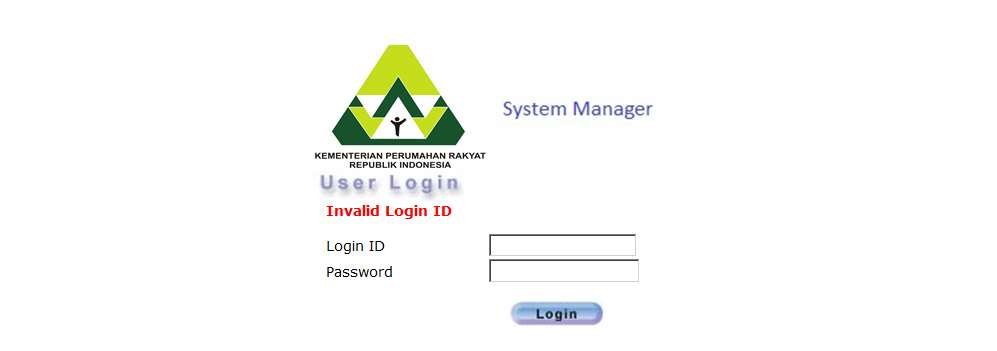 System Manager
KEMENTERIAN PERUMAHAN RAKYAT
REPUBLIK INDONESIA
User Login
Invalid Login ID
Login ID
Password
Login